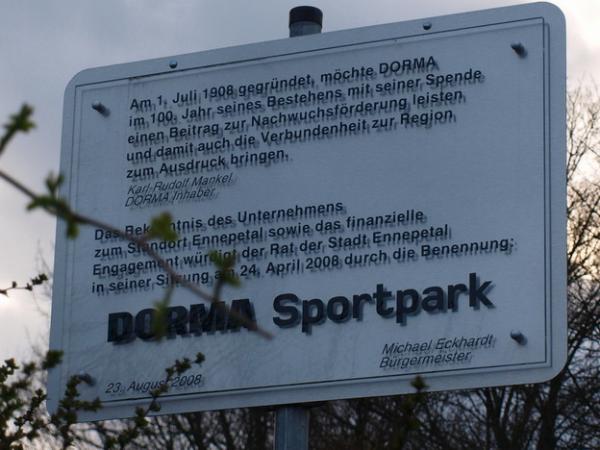 Am 1. Juli 1908 gegründet, möchte DORMA
im 100. Jahr seines Bestehens mit seiner Spende
einen Beitrag zur Nachwuchsförderung leisten
und damit auch die Verbundenheit zur Region
zum Ausdruck bringen.
Karl-Rudolf Mankel
DORMA Inhaber
Das Bekenntnis des Unternehmens
zum Standort Ennepetal sowie das finanzielle
Engagement würdigt der Rat der Stadt Ennepetal
in seiner Sitzung am 24. April 2008 durch die Benennung:
DORMA Sportpark
Michael Eckhardt
Bürgermeister
23. August 2008